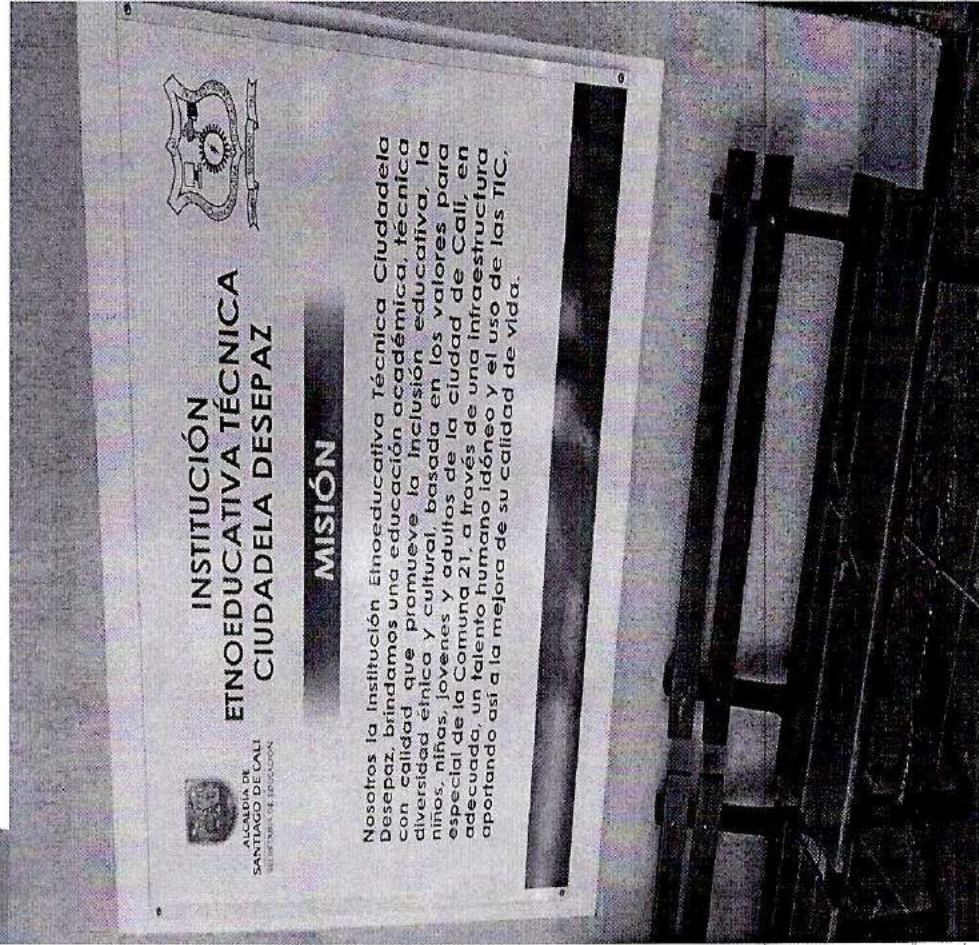 ALCALDÍA DE
SANTIAGO DE CALI
SECRETARÍA DE EDUCACIÓN
INSTITUCIÓN
ETNOEDUCATIVA TÉCNICA
CIUDADELA DESEPAZ
MISIÓN
Nosotros la Institución Etnoeducativa Técnica Ciudadela
Desepaz, brindamos una educación académica, técnica
con calidad que promueve la Inclusión educativa, la
diversidad étnica y cultural, basada en los valores para
niños, niñas, jovenes y adultos de la ciudad de Cali, en
especial de la Comuna 21, a través de una infraestructura
adecuada, un talento humano idóneo y el uso de las TIC,
aportando así a la mejora de su calidad de vida.